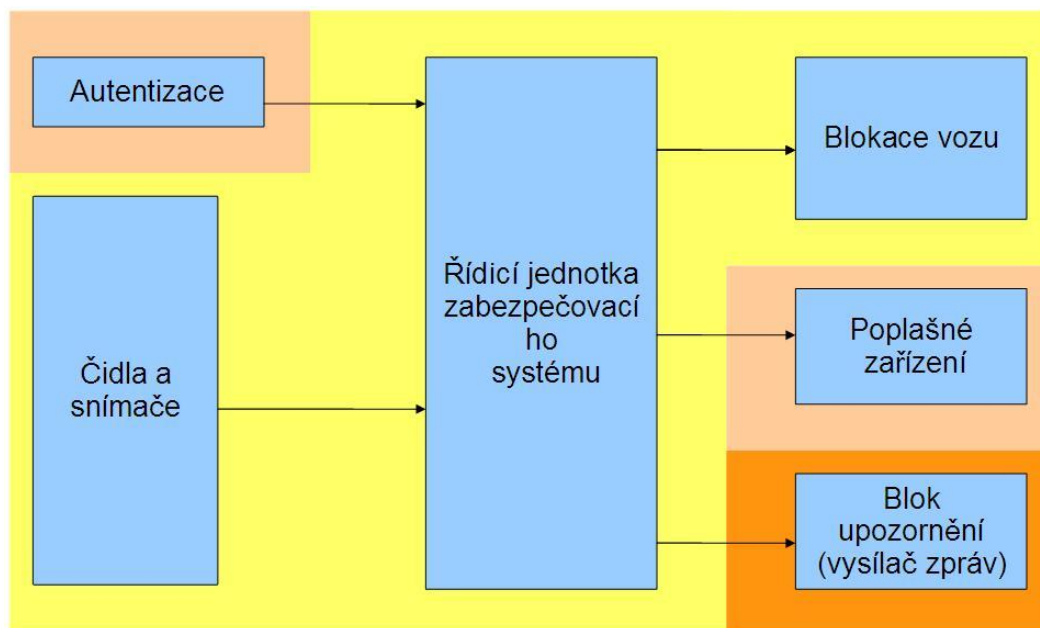 Autentizace
Čidla a
snímače
Řídicí jednotka
zabezpečovací
ho
systému
Blokace vozu
Poplašné
zařízení
Blok
upozornění
(vysílač zpráv)